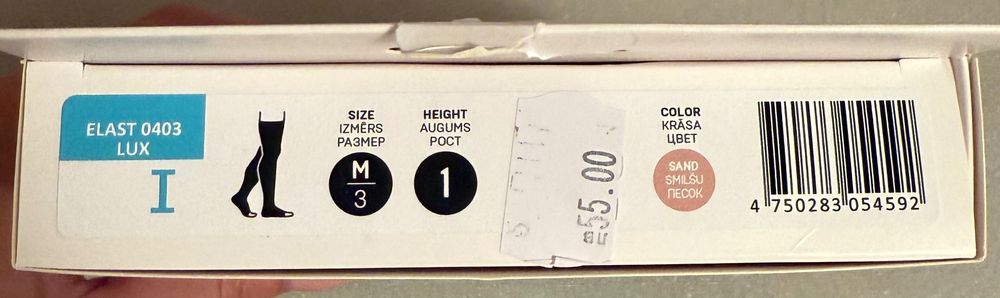 ELAST 0403
LUX
I
SIZE
IZMĒRS
РАЗМЕР
M
3
HEIGHT
AUGUMS
РОСТ
1
=55.00
COLOR
KRĀSA
ЦВЕТ
SAND
SMILŠU
ПЕСОК
4 750283 054592